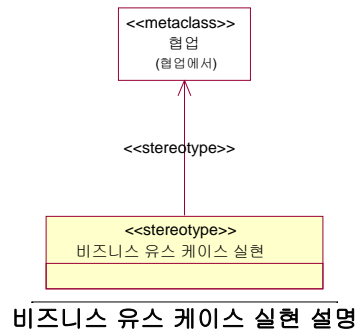 <<metaclass>>
협업
(협업에서)
<<stereotype>>
<<stereotype>>
비즈니스 유스 케이스 실현
비즈니스 유스 케이스 실현 설명